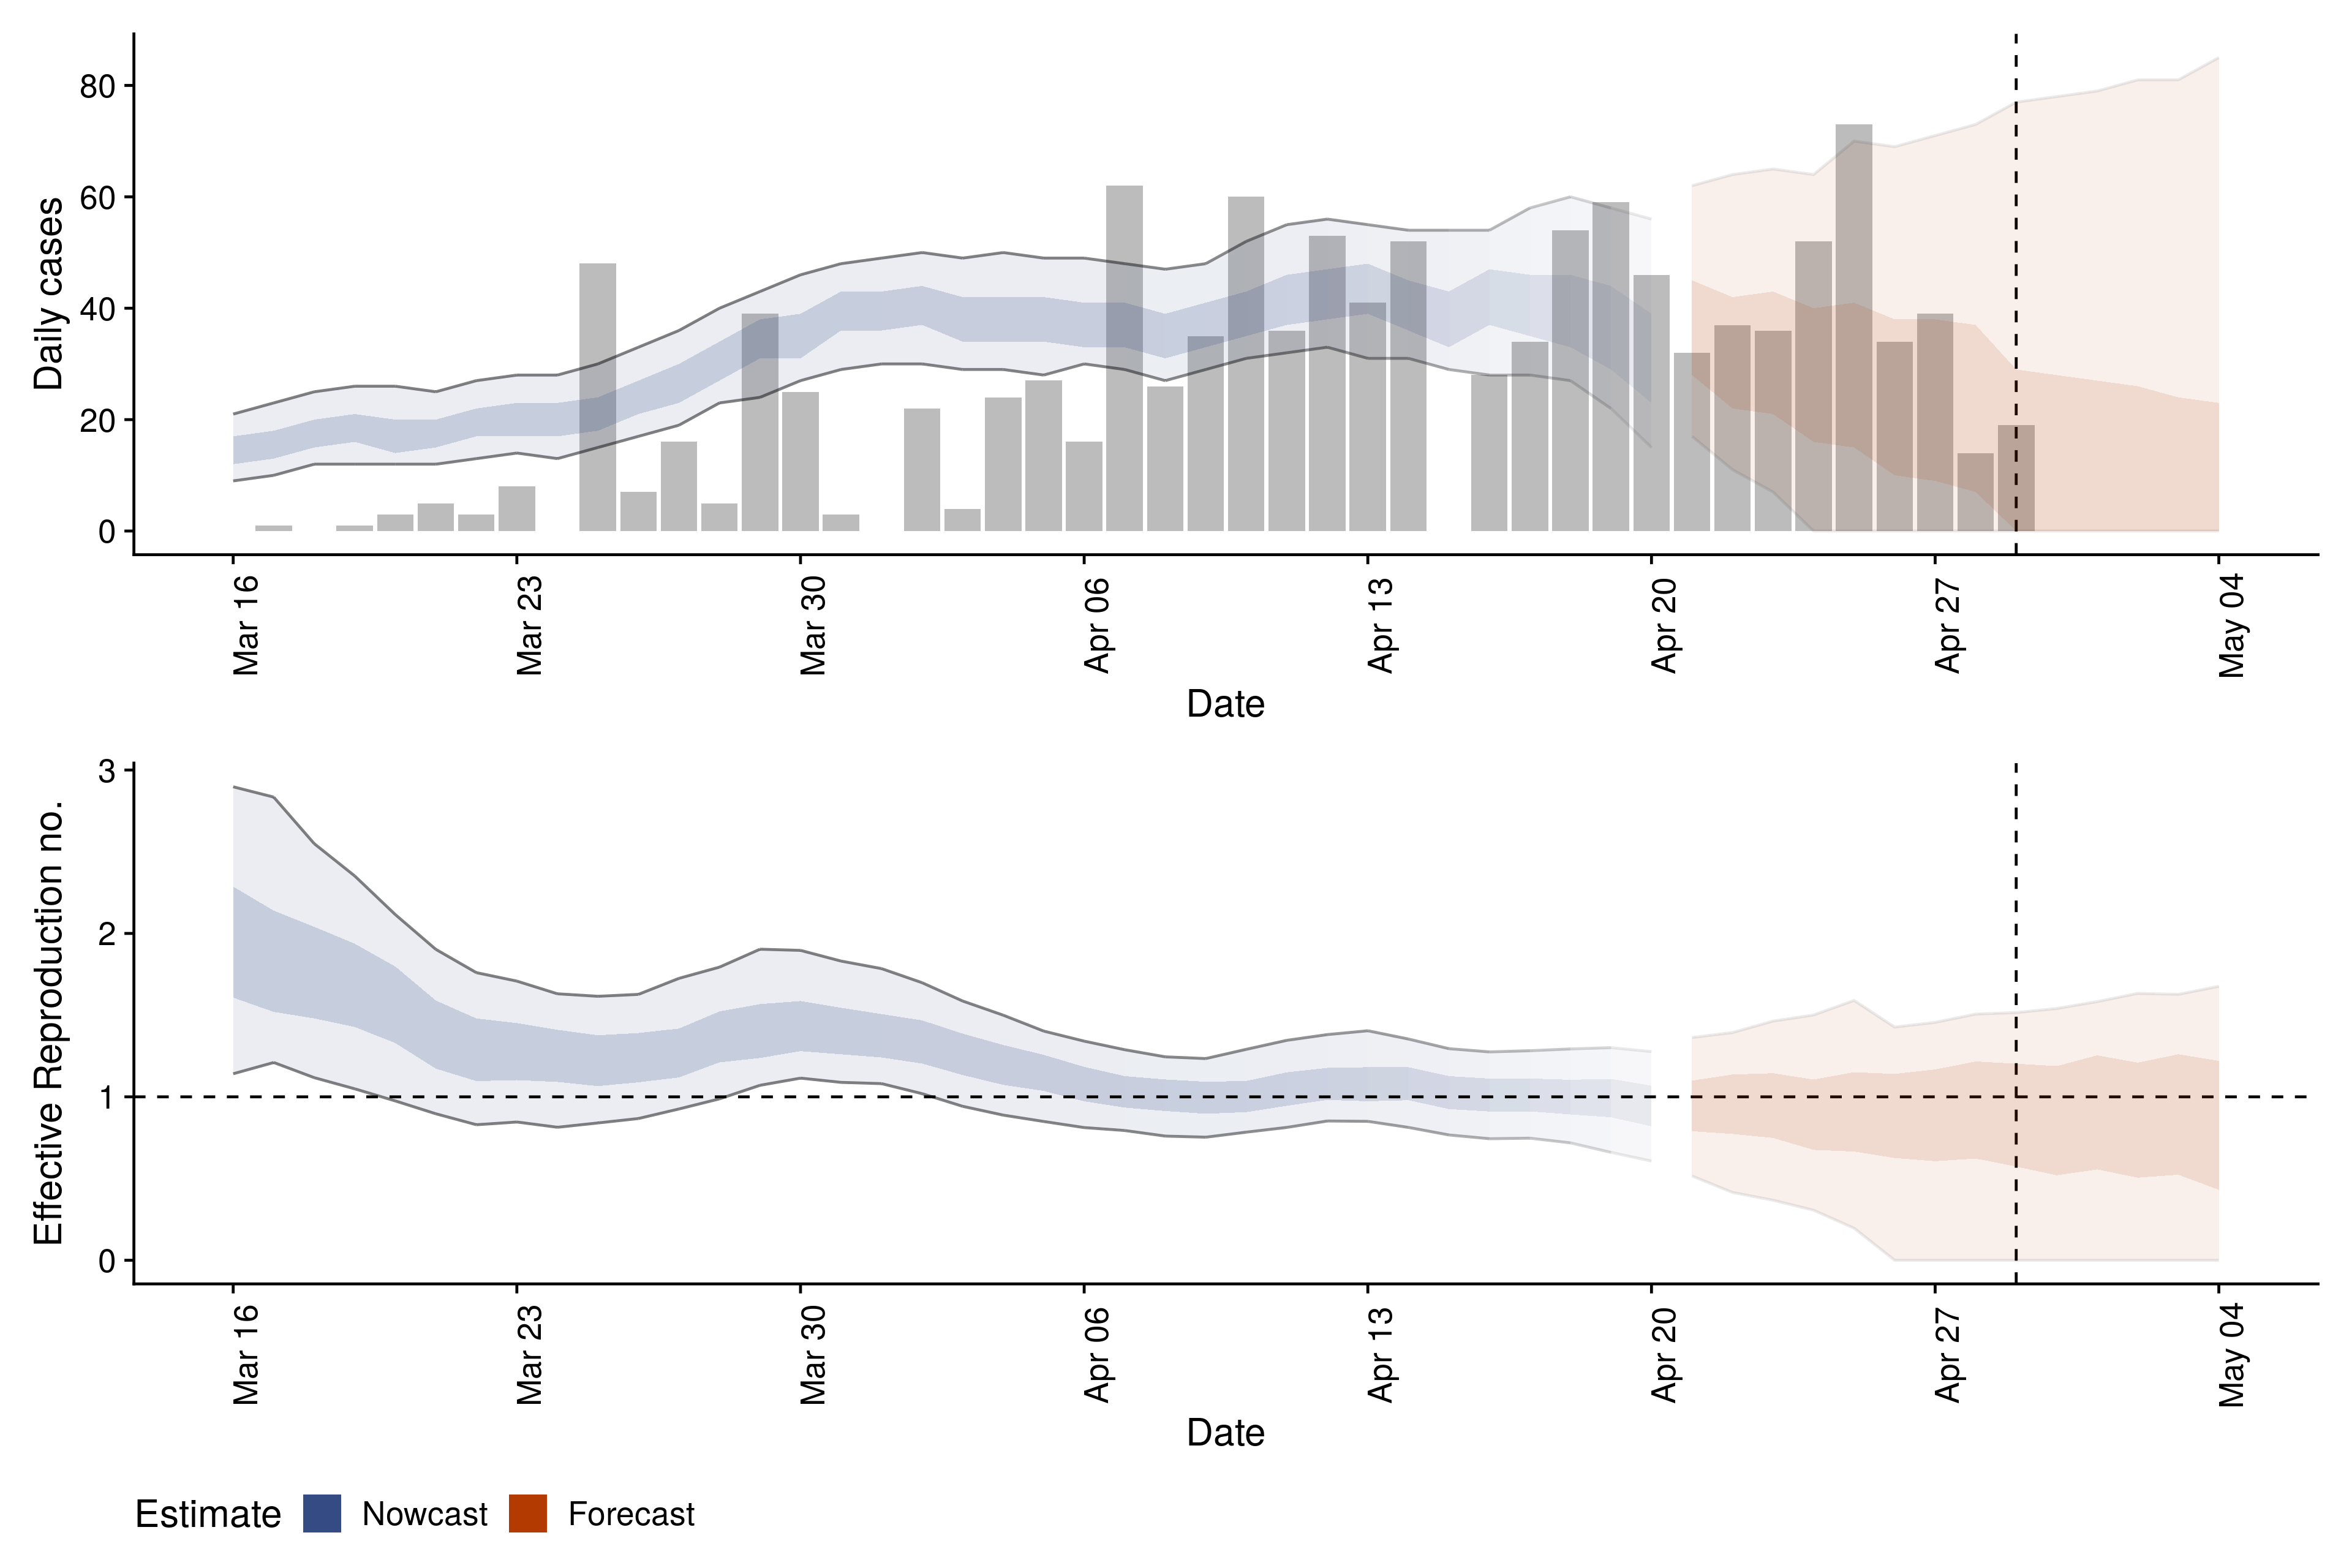 Daily cases
80
60
40
20
0
Mar 16
Mar 23
Mar 30
Apr 06
Apr 13
Apr 20
Apr 27
May 04
Date
Effective Reproduction no.
3
2
1
0
Mar 16
Mar 23
Mar 30
Apr 06
Apr 13
Apr 20
Apr 27
May 04
Date
Estimate Nowcast Forecast